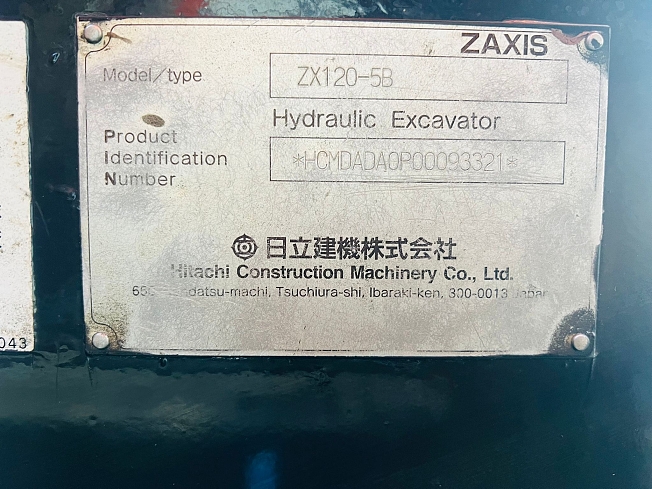 ZAXIS
Model/type ZX120-5B
Hydraulic Excavator
Product
Identification
Number
*HCMDADA0P00093321*
日立建機株式会社
Hitachi Construction Machinery Co., Ltd.
Tsuchiura-shi, Ibaraki-ken, 300-0013 Japan
043